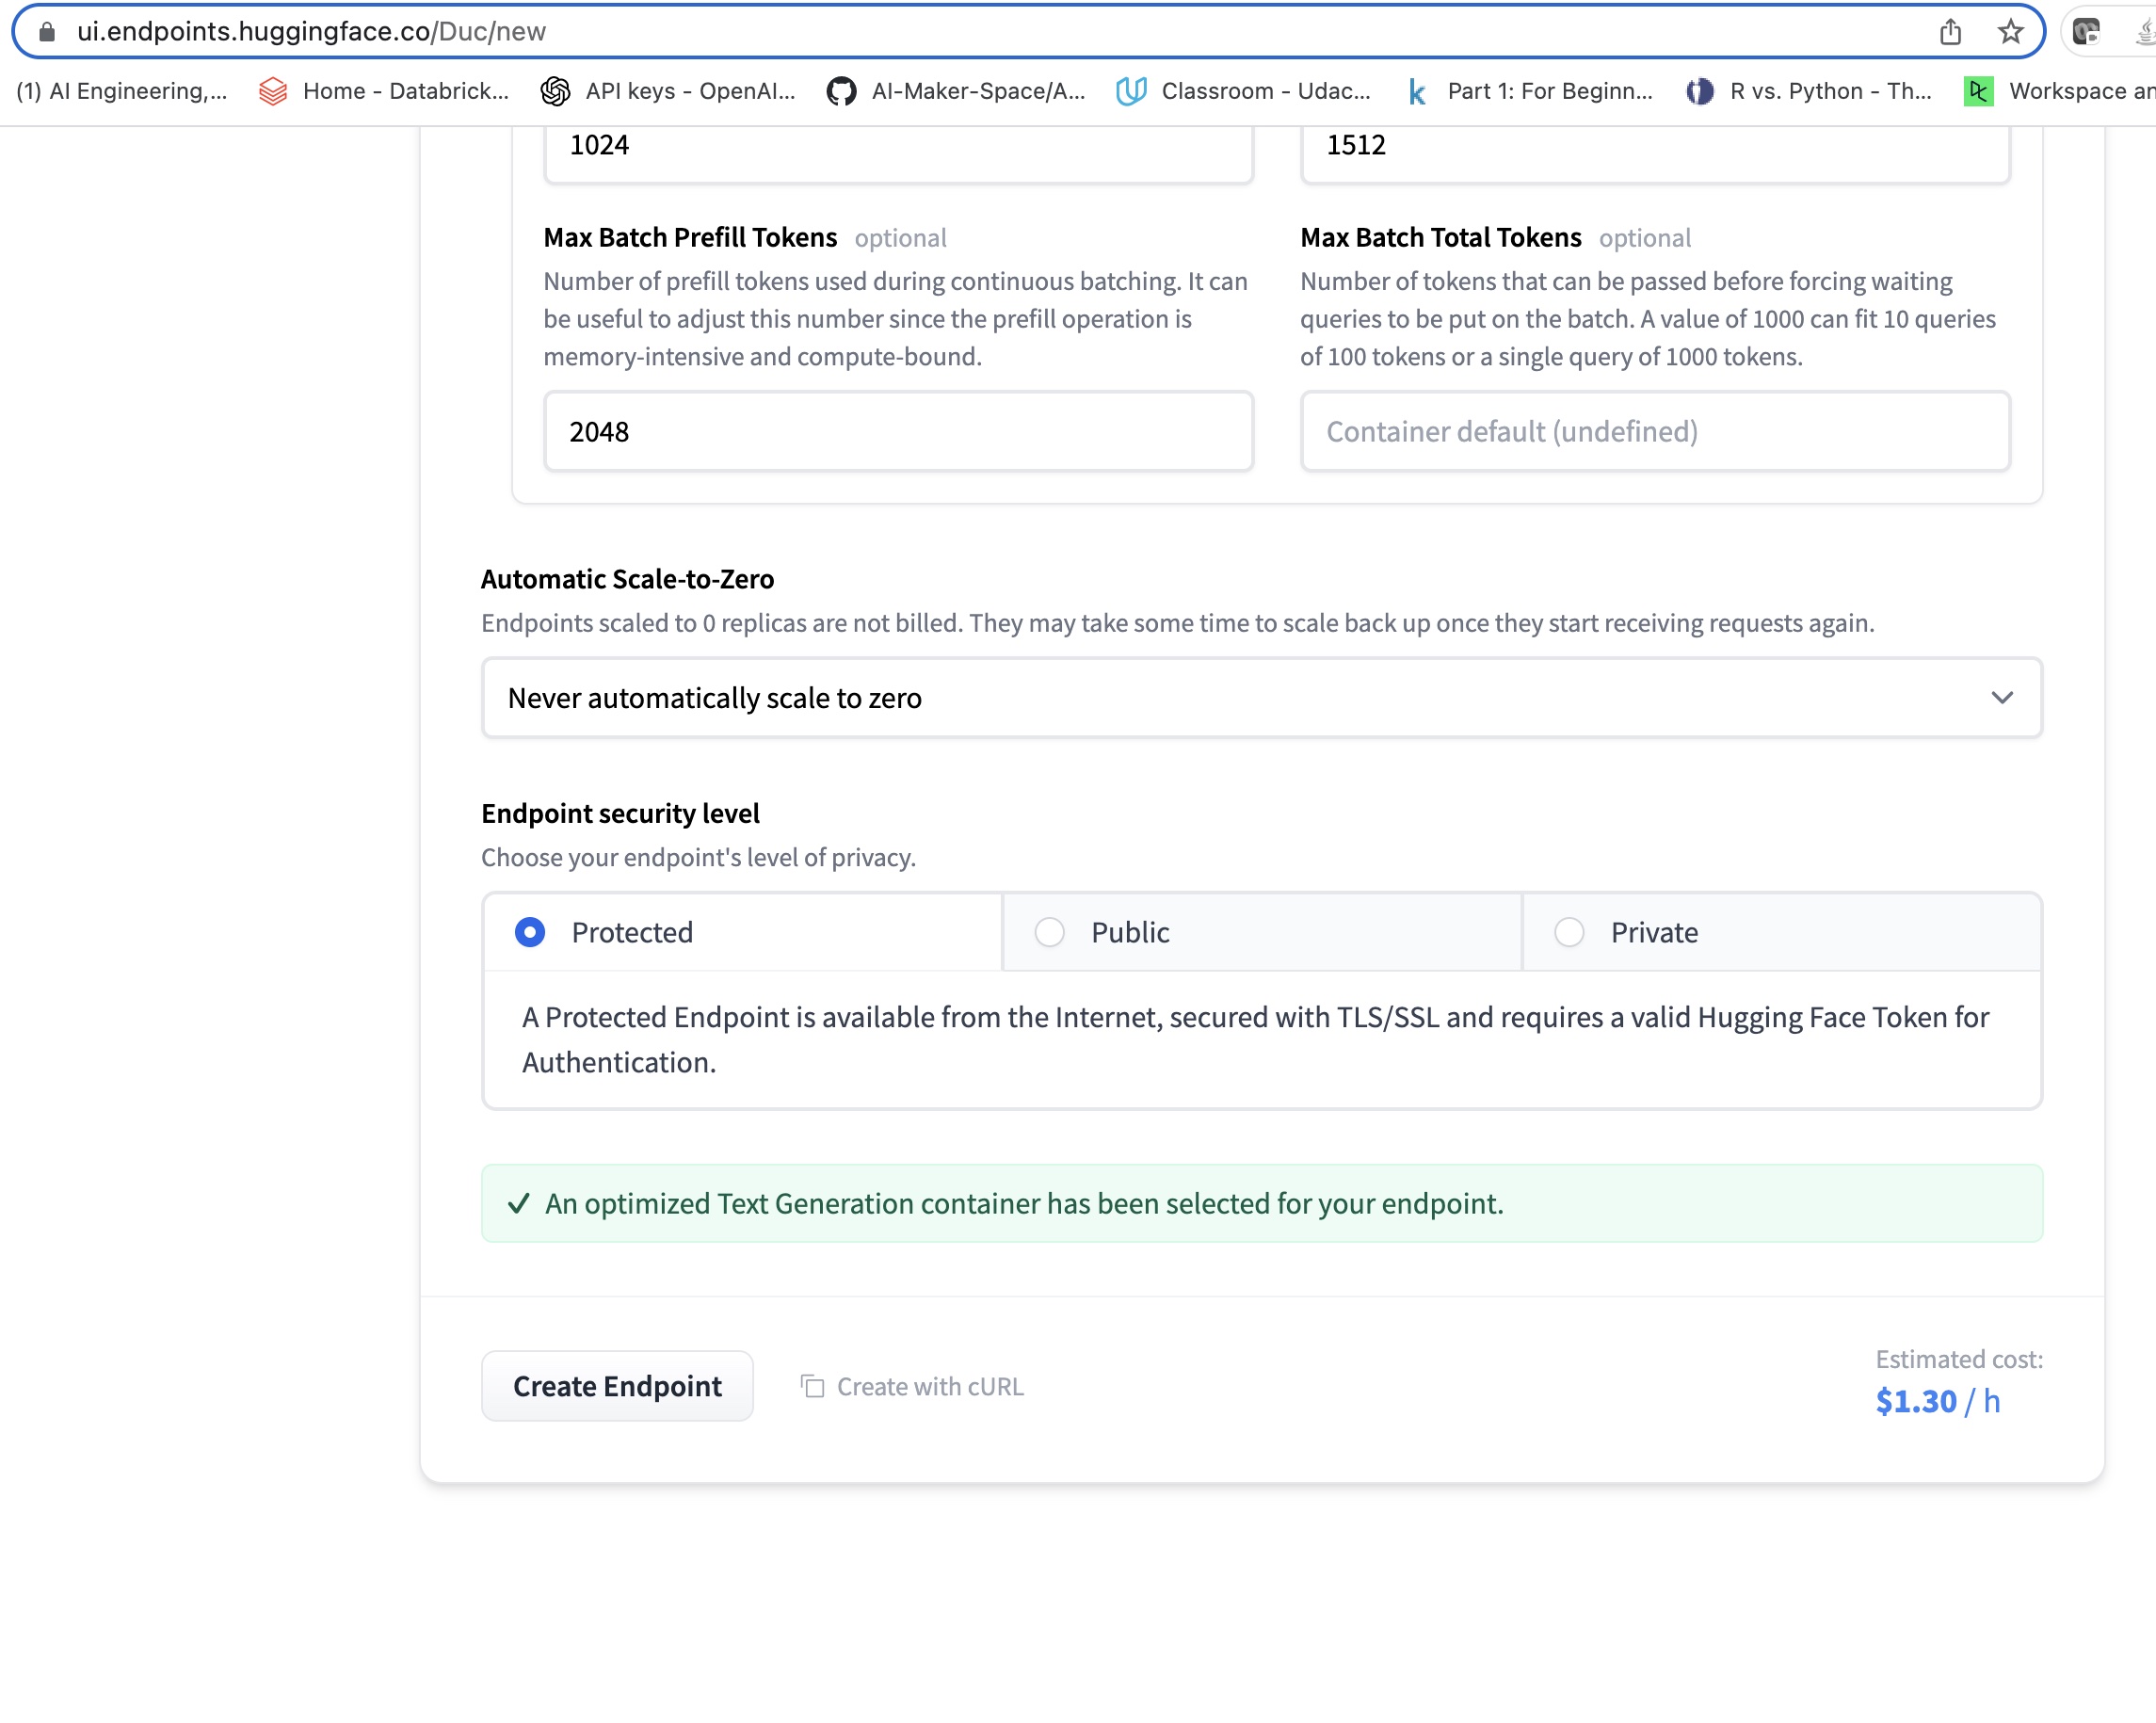 ui.endpoints.huggingface.co/Duc/new
(1) AI Engineering,... Home - Databrick... API keys - OpenAI... AI-Maker-Space/A... Classroom - Udac... Part 1: For Beginn... R vs. Python - Th... Workspace an
1024 1512
Max Batch Prefill Tokens optional
Number of prefill tokens used during continuous batching. It can
be useful to adjust this number since the prefill operation is
memory-intensive and compute-bound.
2048
Max Batch Total Tokens optional
Number of tokens that can be passed before forcing waiting
queries to be put on the batch. A value of 1000 can fit 10 queries
of 100 tokens or a single query of 1000 tokens.
Container default (undefined)
Automatic Scale-to-Zero
Endpoints scaled to 0 replicas are not billed. They may take some time to scale back up once they start receiving requests again.
Never automatically scale to zero
Endpoint security level
Choose your endpoint's level of privacy.
Protected Public Private
A Protected Endpoint is available from the Internet, secured with TLS/SSL and requires a valid Hugging Face Token for
Authentication.
An optimized Text Generation container has been selected for your endpoint.
Create Endpoint Create with cURL
Estimated cost:
$1.30 / h